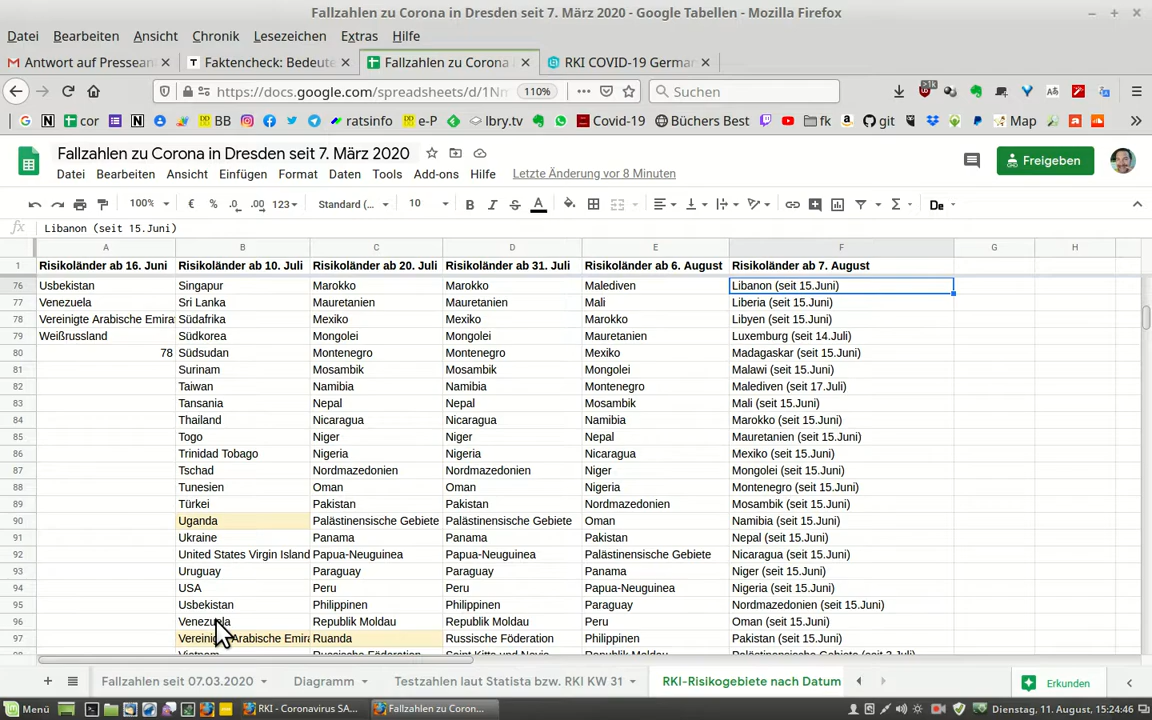 Fallzahlen zu Corona in Dresden seit 7. März 2020 - Google Tabellen - Mozilla Firefox
Datei Bearbeiten Ansicht Chronik Lesezeichen Extras Hilfe
Antwort auf Pressean Faktencheck: Bedeute Fallzahlen zu Corona RKI COVID-19 German
https://docs.google.com/spreadsheets/d/1Nm 110% Suchen
BB ratsinfo e-P lbry.tv Covid-19 Büchers Best fk git Map
Fallzahlen zu Corona in Dresden seit 7. März 2020 Freigeben
Datei Bearbeiten Ansicht Einfügen Format Daten Tools Add-ons Hilfe Letzte Änderung vor 8 Minuten
100% € % .0 .00 123 Standard (... 10 B I S A Σ De
fx Libanon (seit 15.Juni)
A B C D E F G H
1 Risikoländer ab 16. Juni Risikoländer ab 10. Juli Risikoländer ab 20. Juli Risikoländer ab 31. Juli Risikoländer ab 6. August Risikoländer ab 7. August
76 Usbekistan Singapur Marokko Marokko Malediven Libanon (seit 15.Juni)
77 Venezuela Sri Lanka Mauretanien Mauretanien Mali Liberia (seit 15.Juni)
78 Vereinigte Arabische Emirat Südafrika Mexiko Mexiko Marokko Libyen (seit 15.Juni)
79 Weißrussland Südkorea Mongolei Mongolei Mauretanien Luxemburg (seit 14.Juli)
80 78 Südsudan Montenegro Montenegro Mexiko Madagaskar (seit 15.Juni)
81 Surinam Mosambik Mosambik Mongolei Malawi (seit 15.Juni)
82 Taiwan Namibia Namibia Montenegro Malediven (seit 17.Juli)
83 Tansania Nepal Nepal Mosambik Mali (seit 15.Juni)
84 Thailand Nicaragua Nicaragua Namibia Marokko (seit 15.Juni)
85 Togo Niger Niger Nepal Mauretanien (seit 15.Juni)
86 Trinidad Tobago Nigeria Nigeria Nicaragua Mexiko (seit 15.Juni)
87 Tschad Nordmazedonien Nordmazedonien Niger Mongolei (seit 15.Juni)
88 Tunesien Oman Oman Nigeria Montenegro (seit 15.Juni)
89 Türkei Pakistan Pakistan Nordmazedonien Mosambik (seit 15.Juni)
90 Uganda Palästinensische Gebiete Palästinensische Gebiete Oman Namibia (seit 15.Juni)
91 Ukraine Panama Panama Pakistan Nepal (seit 15.Juni)
92 United States Virgin Island Papua-Neuguinea Papua-Neuguinea Palästinensische Gebiete Nicaragua (seit 15.Juni)
93 Uruguay Paraguay Paraguay Panama Niger (seit 15.Juni)
94 USA Peru Peru Papua-Neuguinea Nigeria (seit 15.Juni)
95 Usbekistan Philippinen Philippinen Paraguay Nordmazedonien (seit 15.Juni)
96 Venezuela Republik Moldau Republik Moldau Peru Oman (seit 15.Juni)
97 Vereinigte Arabische Emira Ruanda Russische Föderation Philippinen Pakistan (seit 15.Juni)
Fallzahlen seit 07.03.2020 Diagramm Testzahlen laut Statista bzw. RKI KW 31 RKI-Risikogebiete nach Datum Erkunden
Menü RKI - Coronavirus SA... Fallzahlen zu Coron... Dienstag, 11. August, 15:24:46